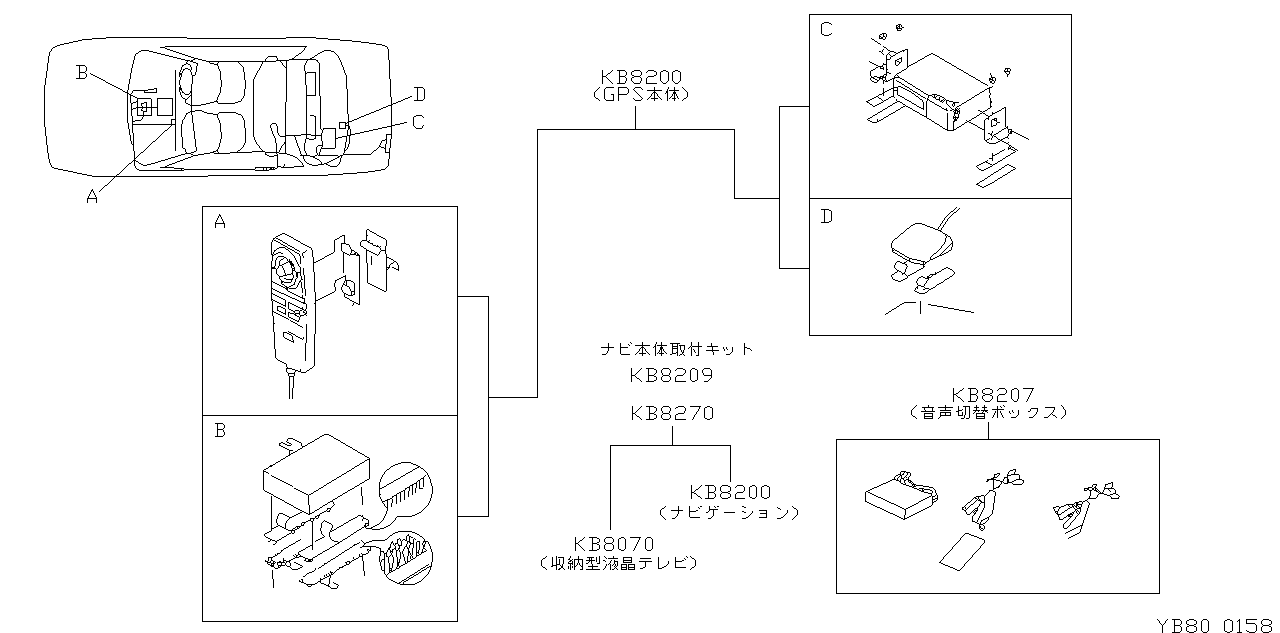 B
D
C
A
A
B
KB8200
(GPS本体)
C
D
ナビ本体取付キット
KB8209
KB8270
KB8200
(ナビゲーション)
KB8070
(収納型液晶テレビ)
KB8207
(音声切替ボックス)
YB80 0158